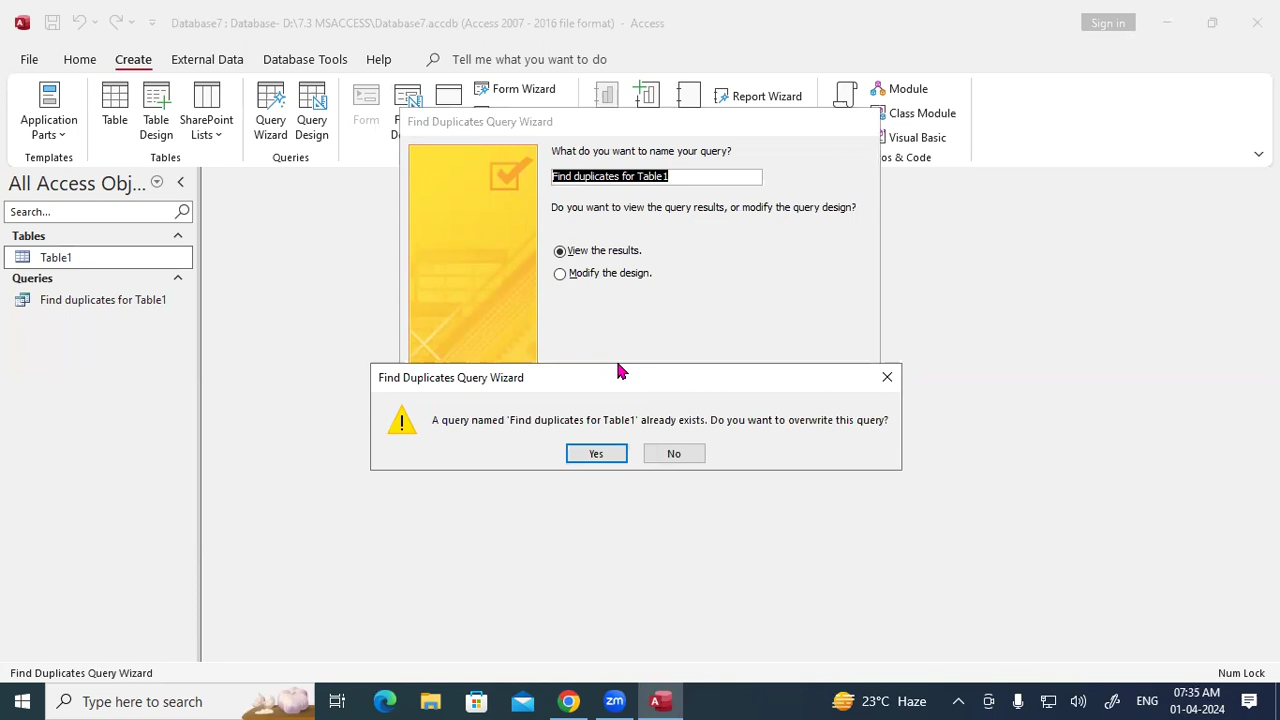 Database7 : Database- D:\7.3 MSACCESS\Database7.accdb (Access 2007 - 2016 file format) - Access
Sign in
File Home Create External Data Database Tools Help Tell me what you want to do
Application Parts
Table
Table Design
SharePoint Lists
Query Wizard
Query Design
Form
Form Wizard
Report Wizard
Module
Class Module
Visual Basic
Templates Tables Queries
s & Code
Find Duplicates Query Wizard
What do you want to name your query?
Find duplicates for Table1
Do you want to view the query results, or modify the query design?
View the results.
Modify the design.
All Access Obj...
Search...
Tables
Table1
Queries
Find duplicates for Table1
Find Duplicates Query Wizard
A query named 'Find duplicates for Table1' already exists. Do you want to overwrite this query?
Yes No
Find Duplicates Query Wizard
Num Lock
Type here to search
zm
23°C Haze
ENG
07:35 AM
01-04-2024